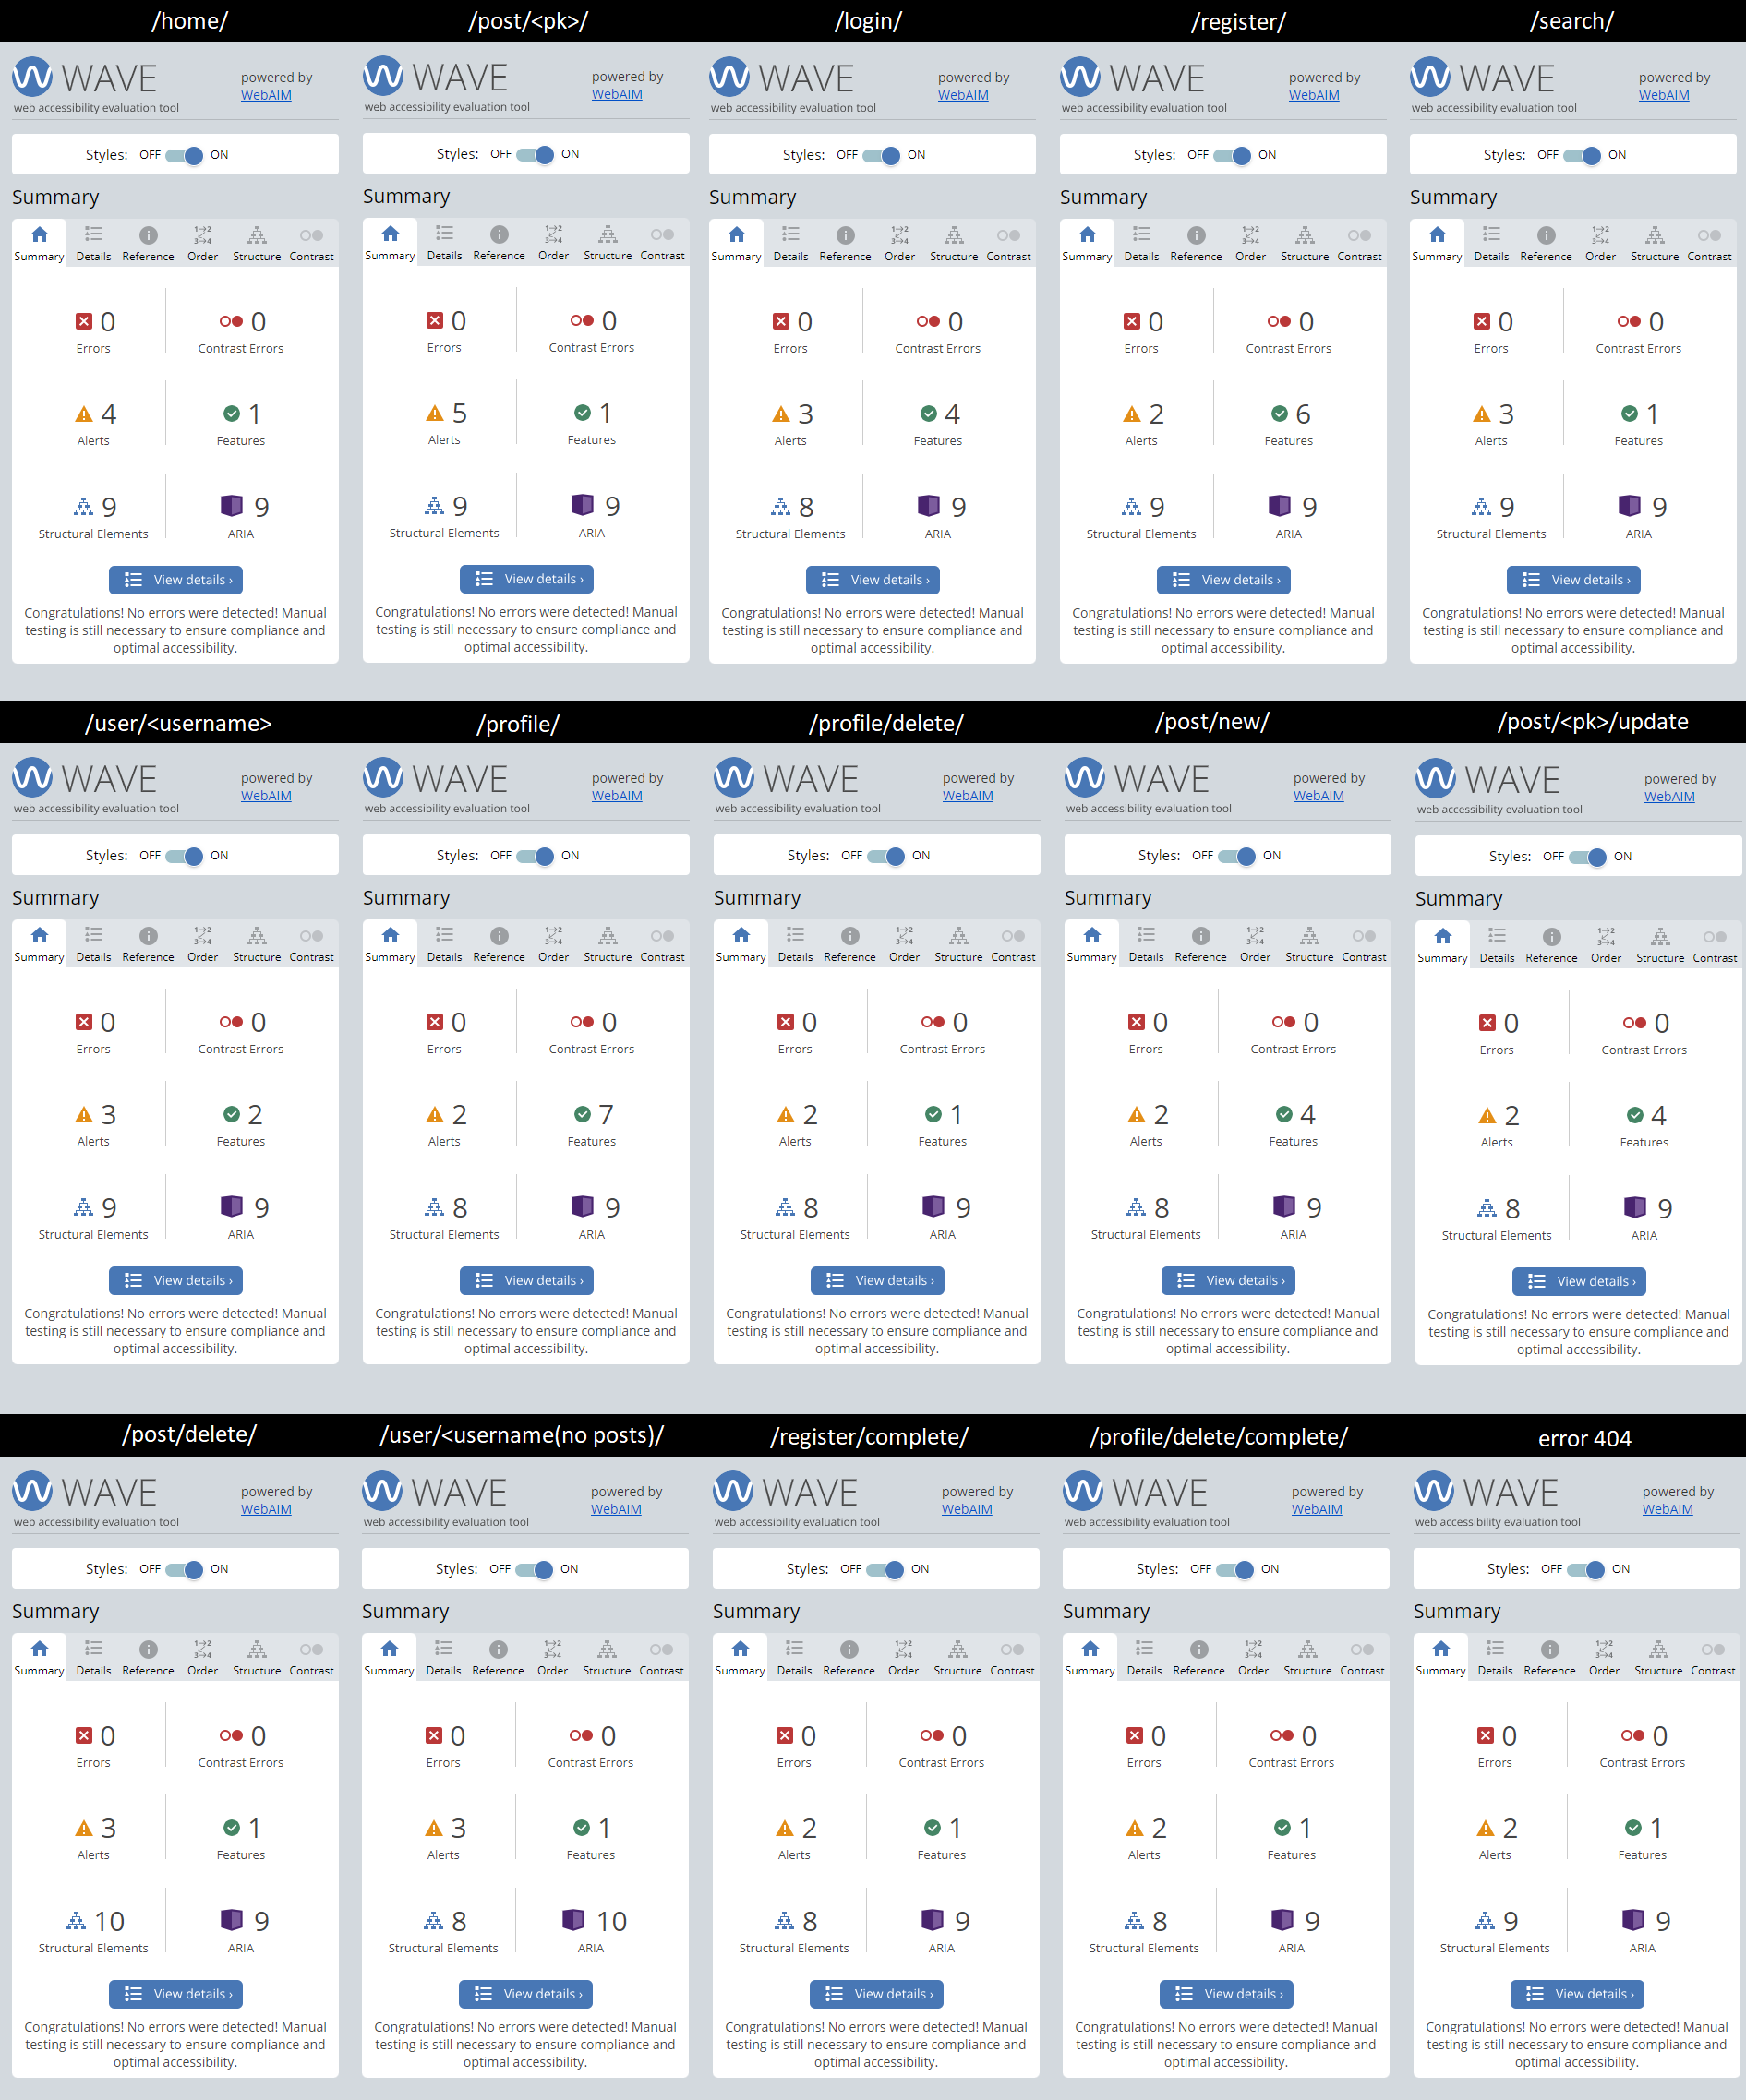 /home/
WAVE
powered by
WebAIM
web accessibility evaluation tool
Styles: OFF ON
Summary
Summary Details Reference Order Structure Contrast
0 0
Errors Contrast Errors
4 1
Alerts Features
9 9
Structural Elements ARIA
View details ›
Congratulations! No errors were detected! Manual
testing is still necessary to ensure compliance and
optimal accessibility.
/post/<pk>/
WAVE
powered by
WebAIM
web accessibility evaluation tool
Styles: OFF ON
Summary
Summary Details Reference Order Structure Contrast
0 0
Errors Contrast Errors
5 1
Alerts Features
9 9
Structural Elements ARIA
View details ›
Congratulations! No errors were detected! Manual
testing is still necessary to ensure compliance and
optimal accessibility.
/login/
WAVE
powered by
WebAIM
web accessibility evaluation tool
Styles: OFF ON
Summary
Summary Details Reference Order Structure Contrast
0 0
Errors Contrast Errors
3 4
Alerts Features
8 9
Structural Elements ARIA
View details ›
Congratulations! No errors were detected! Manual
testing is still necessary to ensure compliance and
optimal accessibility.
/register/
WAVE
powered by
WebAIM
web accessibility evaluation tool
Styles: OFF ON
Summary
Summary Details Reference Order Structure Contrast
0 0
Errors Contrast Errors
2 6
Alerts Features
9 9
Structural Elements ARIA
View details ›
Congratulations! No errors were detected! Manual
testing is still necessary to ensure compliance and
optimal accessibility.
/search/
WAVE
powered by
WebAIM
web accessibility evaluation tool
Styles: OFF ON
Summary
Summary Details Reference Order Structure Contrast
0 0
Errors Contrast Errors
3 1
Alerts Features
9 9
Structural Elements ARIA
View details ›
Congratulations! No errors were detected! Manual
testing is still necessary to ensure compliance and
optimal accessibility.
/user/<username>
WAVE
powered by
WebAIM
web accessibility evaluation tool
Styles: OFF ON
Summary
Summary Details Reference Order Structure Contrast
0 0
Errors Contrast Errors
3 2
Alerts Features
9 9
Structural Elements ARIA
View details ›
Congratulations! No errors were detected! Manual
testing is still necessary to ensure compliance and
optimal accessibility.
/profile/
WAVE
powered by
WebAIM
web accessibility evaluation tool
Styles: OFF ON
Summary
Summary Details Reference Order Structure Contrast
0 0
Errors Contrast Errors
2 7
Alerts Features
8 9
Structural Elements ARIA
View details ›
Congratulations! No errors were detected! Manual
testing is still necessary to ensure compliance and
optimal accessibility.
/profile/delete/
WAVE
powered by
WebAIM
web accessibility evaluation tool
Styles: OFF ON
Summary
Summary Details Reference Order Structure Contrast
0 0
Errors Contrast Errors
2 1
Alerts Features
8 9
Structural Elements ARIA
View details ›
Congratulations! No errors were detected! Manual
testing is still necessary to ensure compliance and
optimal accessibility.
/post/new/
WAVE
powered by
WebAIM
web accessibility evaluation tool
Styles: OFF ON
Summary
Summary Details Reference Order Structure Contrast
0 0
Errors Contrast Errors
2 4
Alerts Features
8 9
Structural Elements ARIA
View details ›
Congratulations! No errors were detected! Manual
testing is still necessary to ensure compliance and
optimal accessibility.
/post/<pk>/update
WAVE
powered by
WebAIM
web accessibility evaluation tool
Styles: OFF ON
Summary
Summary Details Reference Order Structure Contrast
0 0
Errors Contrast Errors
2 4
Alerts Features
8 9
Structural Elements ARIA
View details ›
Congratulations! No errors were detected! Manual
testing is still necessary to ensure compliance and
optimal accessibility.
/post/delete/
WAVE
powered by
WebAIM
web accessibility evaluation tool
Styles: OFF ON
Summary
Summary Details Reference Order Structure Contrast
0 0
Errors Contrast Errors
3 1
Alerts Features
10 9
Structural Elements ARIA
View details ›
Congratulations! No errors were detected! Manual
testing is still necessary to ensure compliance and
optimal accessibility.
/user/<username(no posts)/
WAVE
powered by
WebAIM
web accessibility evaluation tool
Styles: OFF ON
Summary
Summary Details Reference Order Structure Contrast
0 0
Errors Contrast Errors
3 1
Alerts Features
8 10
Structural Elements ARIA
View details ›
Congratulations! No errors were detected! Manual
testing is still necessary to ensure compliance and
optimal accessibility.
/register/complete/
WAVE
powered by
WebAIM
web accessibility evaluation tool
Styles: OFF ON
Summary
Summary Details Reference Order Structure Contrast
0 0
Errors Contrast Errors
2 1
Alerts Features
8 9
Structural Elements ARIA
View details ›
Congratulations! No errors were detected! Manual
testing is still necessary to ensure compliance and
optimal accessibility.
/profile/delete/complete/
WAVE
powered by
WebAIM
web accessibility evaluation tool
Styles: OFF ON
Summary
Summary Details Reference Order Structure Contrast
0 0
Errors Contrast Errors
2 1
Alerts Features
8 9
Structural Elements ARIA
View details ›
Congratulations! No errors were detected! Manual
testing is still necessary to ensure compliance and
optimal accessibility.
error 404
WAVE
powered by
WebAIM
web accessibility evaluation tool
Styles: OFF ON
Summary
Summary Details Reference Order Structure Contrast
0 0
Errors Contrast Errors
2 1
Alerts Features
9 9
Structural Elements ARIA
View details ›
Congratulations! No errors were detected! Manual
testing is still necessary to ensure compliance and
optimal accessibility.